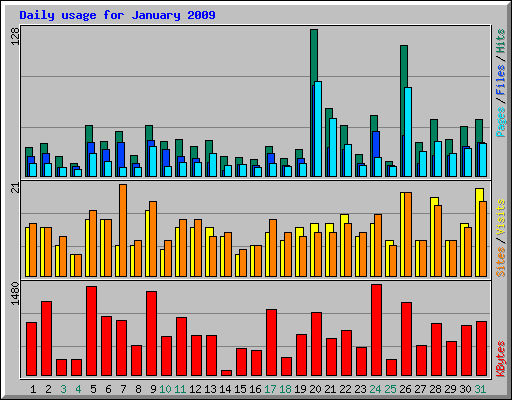 Daily usage for January 2009
128
Pages/Files/Hits
21
Sites/Visits
1480
KBytes
1 2 3 4 5 6 7 8 9 10 11 12 13 14 15 16 17 18 19 20 21 22 23 24 25 26 27 28 29 30 31